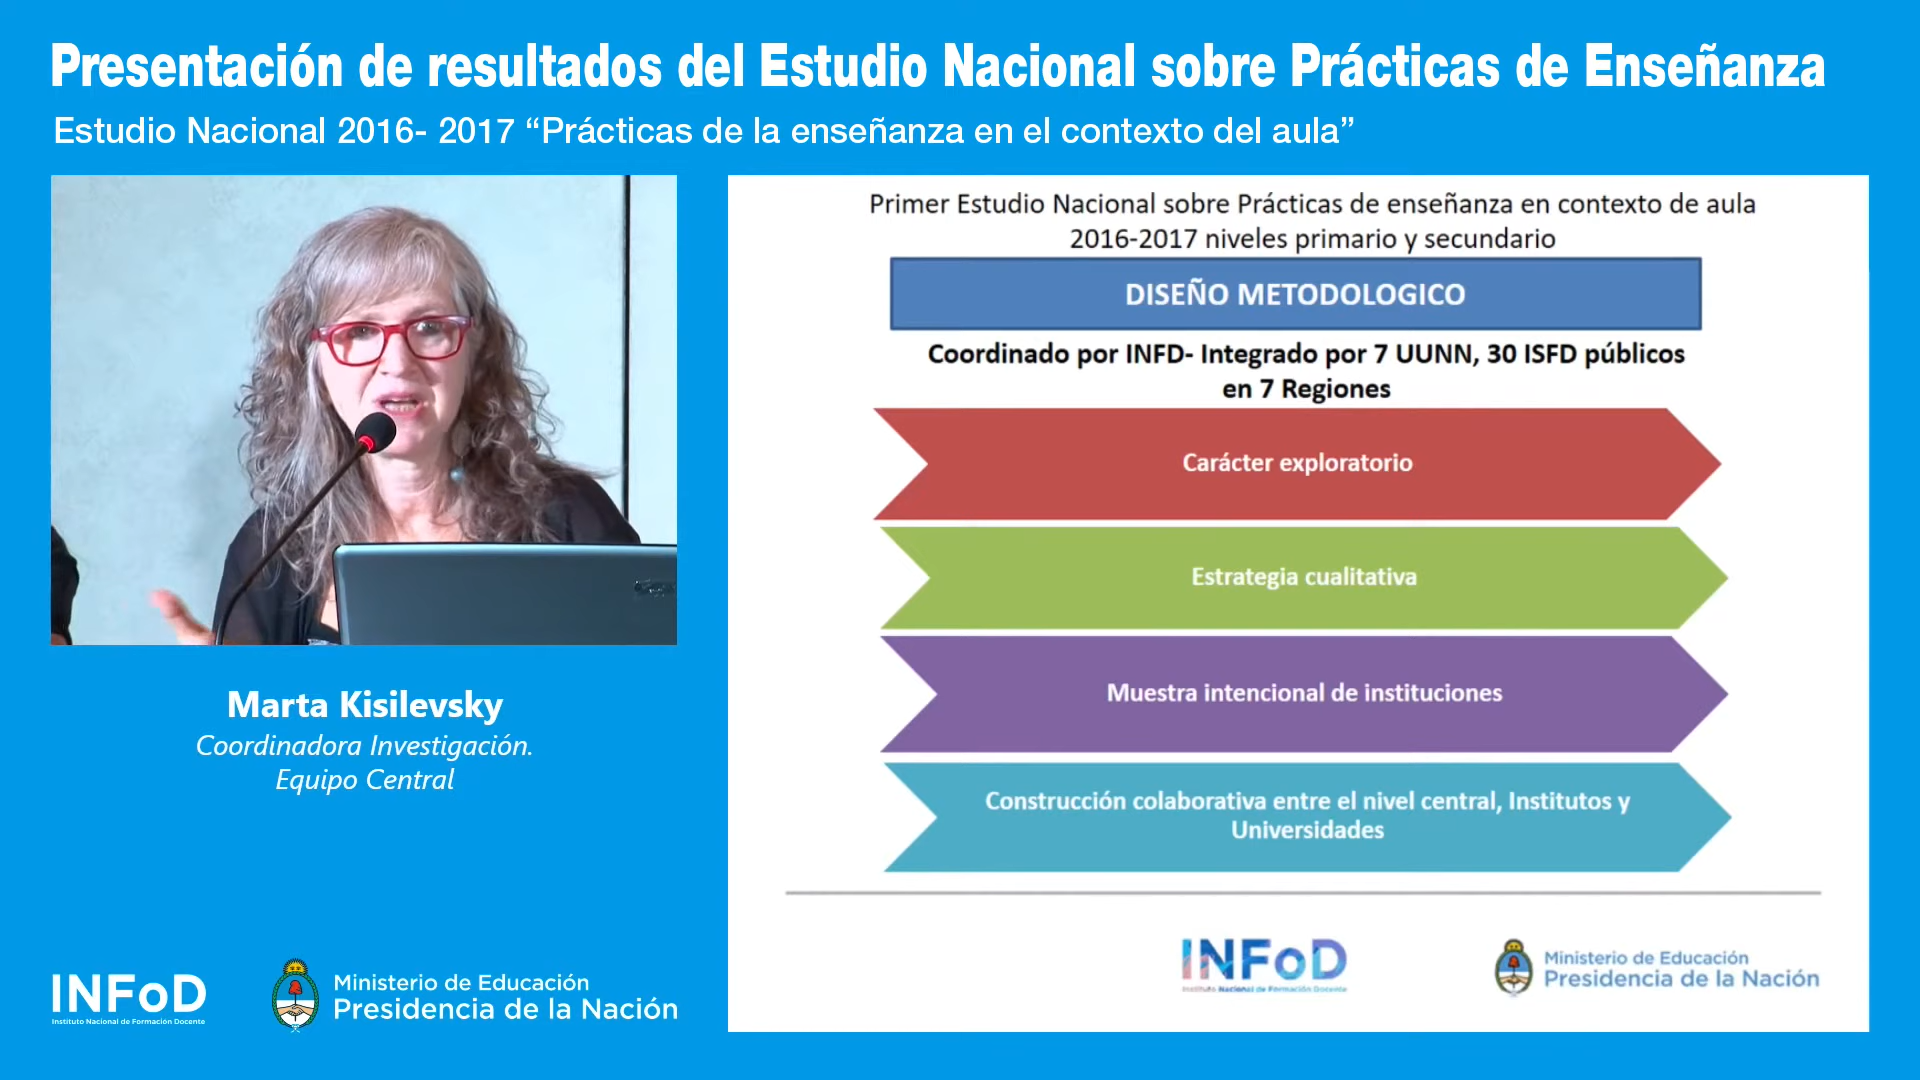 Presentación de resultados del Estudio Nacional sobre Prácticas de Enseñanza
Estudio Nacional 2016- 2017 “Prácticas de la enseñanza en el contexto del aula”
Marta Kisilevsky
Coordinadora Investigación.
Equipo Central
INFoD
Instituto Nacional de Formación Docente
Ministerio de Educación
Presidencia de la Nación
Primer Estudio Nacional sobre Prácticas de enseñanza en contexto de aula
2016-2017 niveles primario y secundario
DISEÑO METODOLOGICO
Coordinado por INFD- Integrado por 7 UUNN, 30 ISFD públicos
en 7 Regiones
Carácter exploratorio
Estrategia cualitativa
Muestra intencional de instituciones
Construcción colaborativa entre el nivel central, Institutos y
Universidades
INFoD
Instituto Nacional de Formación Docente
Ministerio de Educación
Presidencia de la Nación